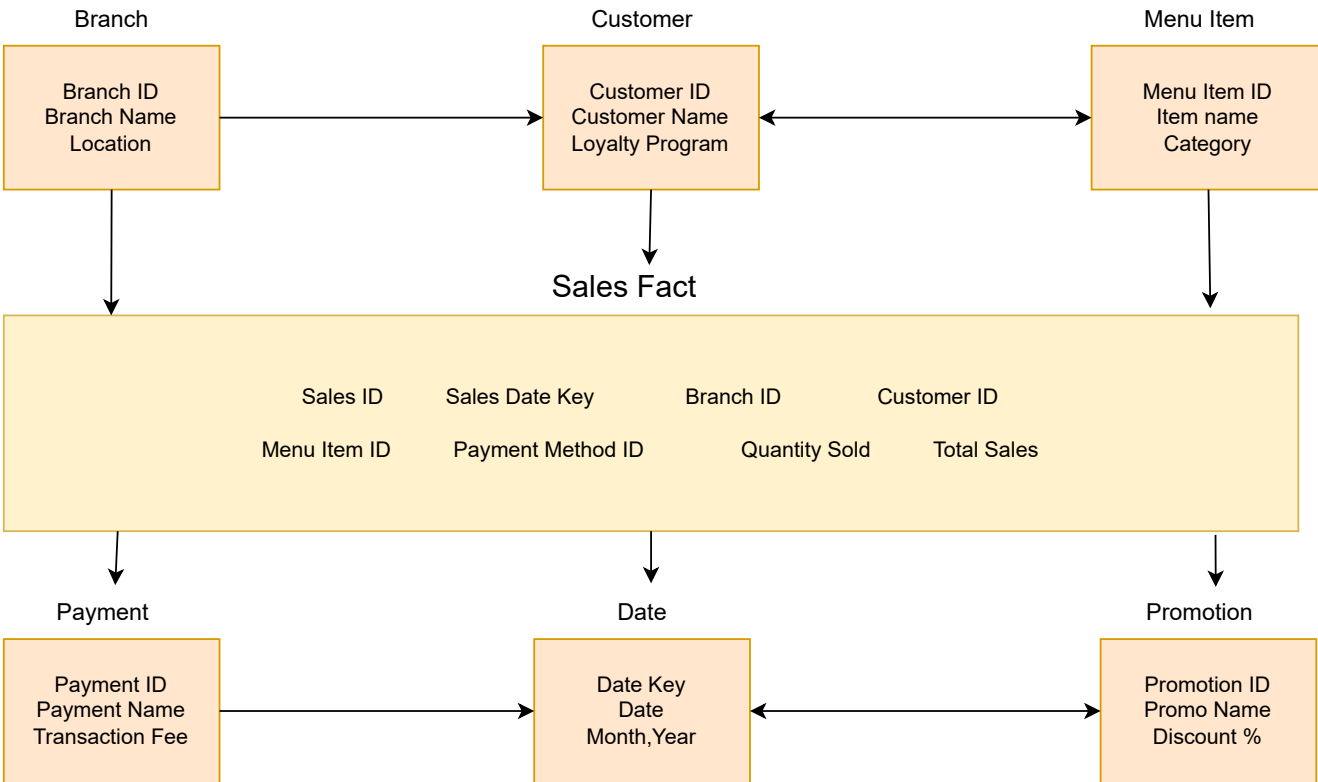 Branch
Customer
Menu Item
Branch ID
Branch Name
Location
Customer ID
Customer Name
Loyalty Program
Menu Item ID
Item name
Category
Sales Fact
Sales ID Sales Date Key Branch ID Customer ID
Menu Item ID Payment Method ID Quantity Sold Total Sales
Payment
Date
Promotion
Payment ID
Payment Name
Transaction Fee
Date Key
Date
Month,Year
Promotion ID
Promo Name
Discount %